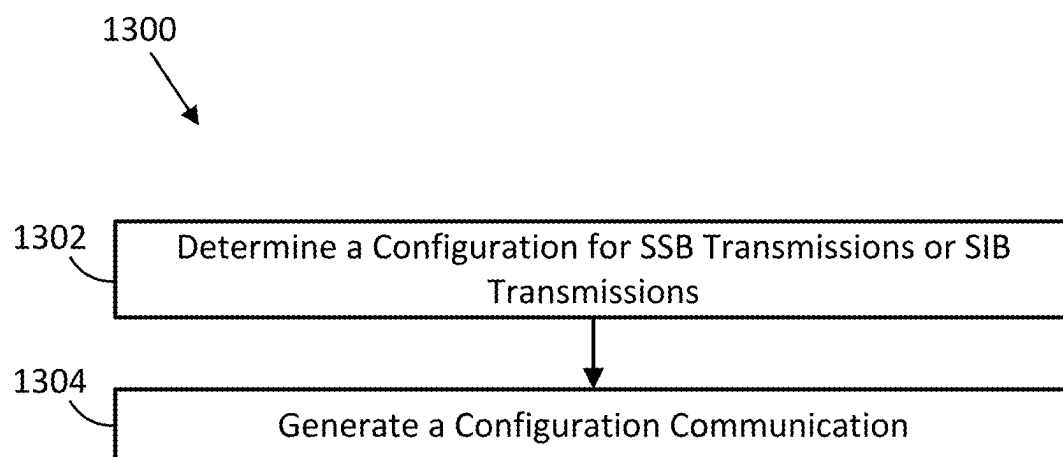 1300
1302
Determine a Configuration for SSB Transmissions or SIB
Transmissions
1304
Generate a Configuration Communication